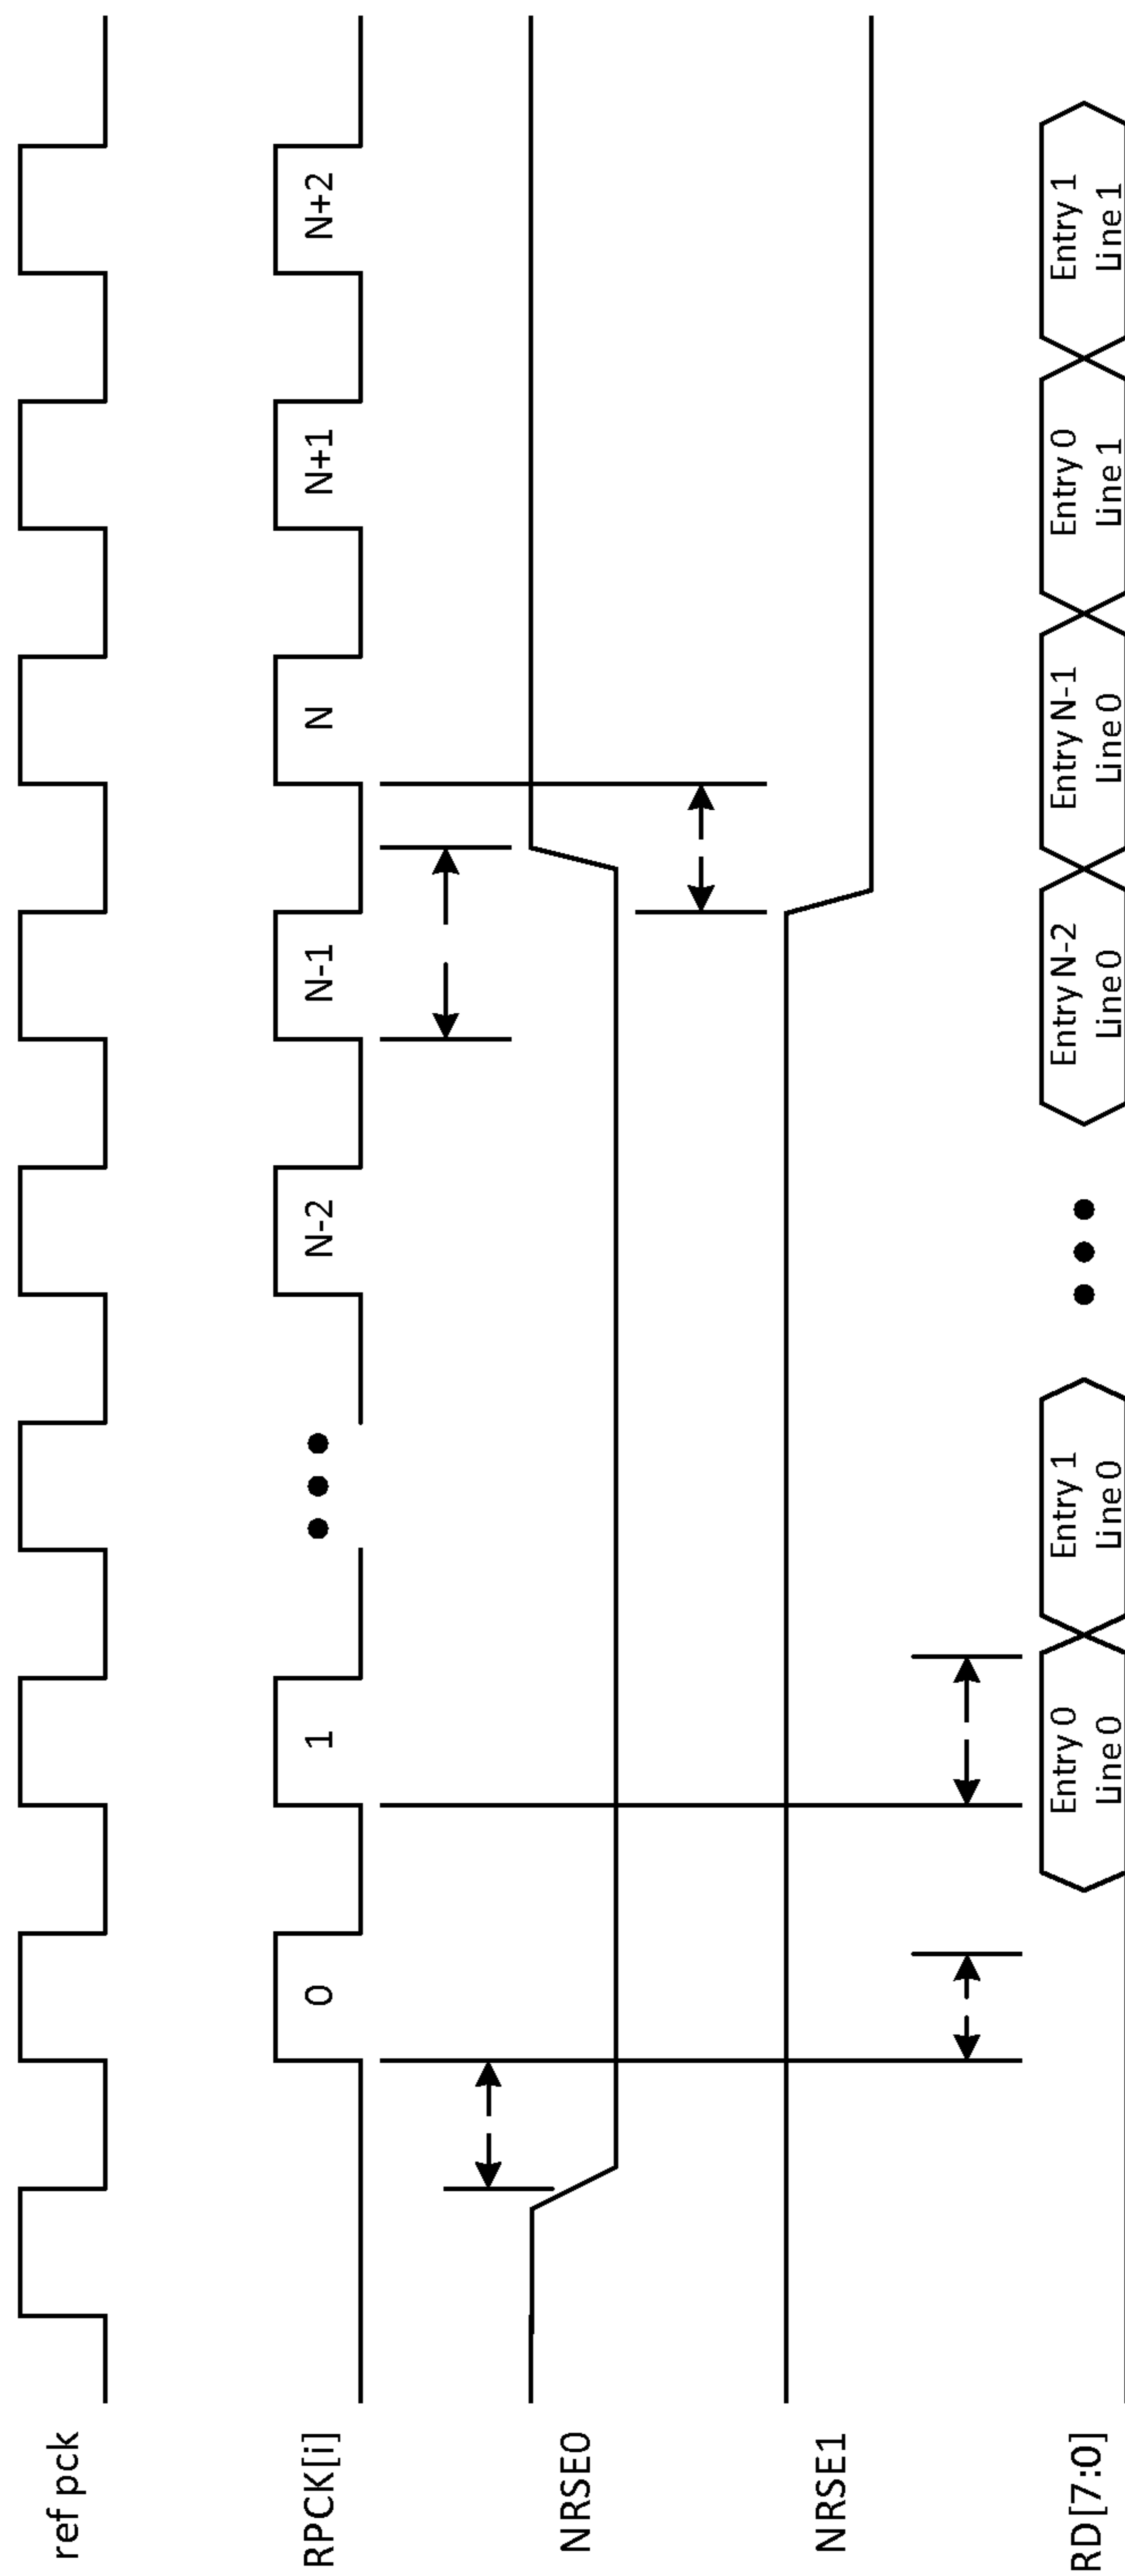 ref pck
RPCK[i]
0
1
N-2
N-1
N
N+1
N+2
NRSE0
NRSE1
RD[7:0]
Entry 0
Line 0
Entry 1
Line 0
Entry N-2
Line 0
Entry N-1
Line 0
Entry 0
Line 1
Entry 1
Line 1